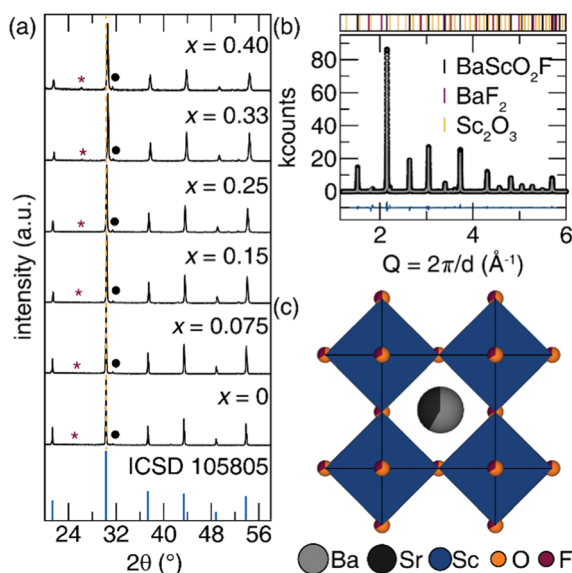 (a)
x = 0.40
x = 0.33
x = 0.25
x = 0.15
x = 0.075
x = 0
ICSD 105805
intensity (a.u.)
24 32 40 48 56
2θ (°)
(b)
80
60
40
20
0
kcounts
BaScO₂F
BaF₂
Sc₂O₃
2 4 6
Q = 2π/d (Å⁻¹)
(c)
Ba Sr Sc O F